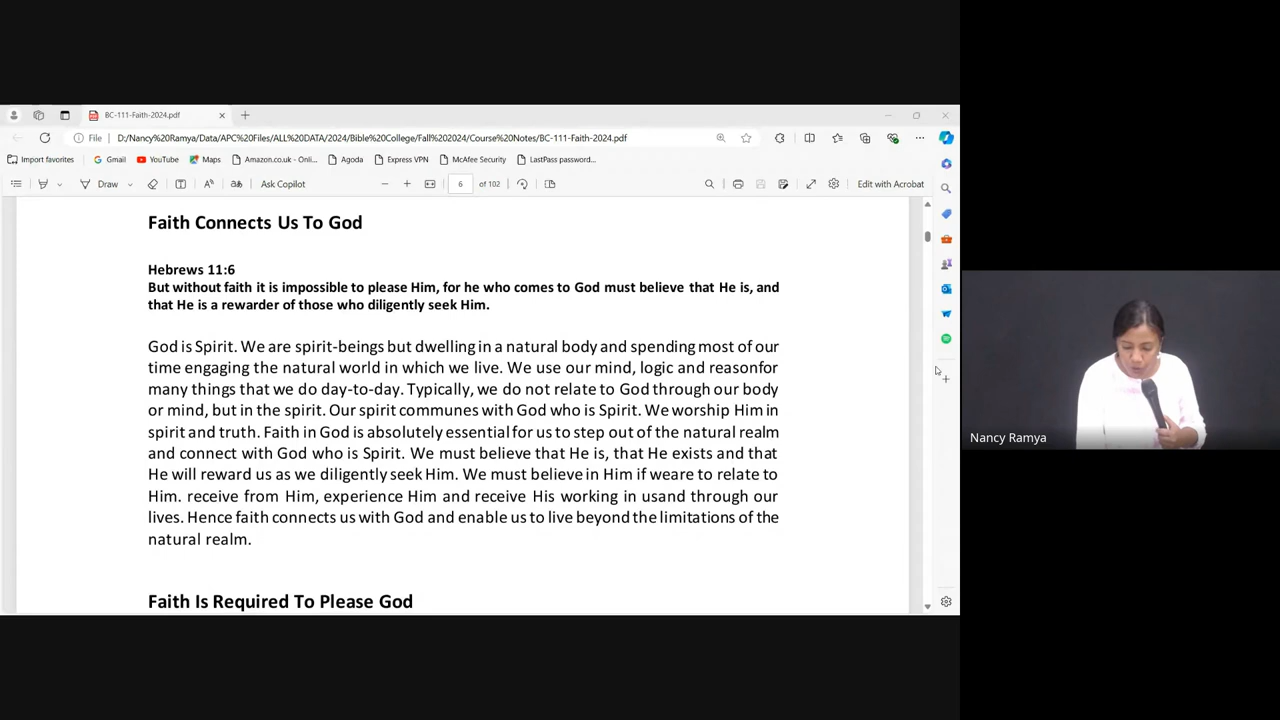 BC-111-Faith-2024.pdf
File D:/Nancy%20Ramya/Data/APC%20Files/ALL%20DATA/2024/Bible%20College/Fall%202024/Course%20Notes/BC-111-Faith-2024.pdf
Import favorites Gmail YouTube Maps Amazon.co.uk - Onli... Agoda Express VPN McAfee Security LastPass password...
Draw Ask Copilot 6 of 102 Edit with Acrobat
Faith Connects Us To God
Hebrews 11:6
But without faith it is impossible to please Him, for he who comes to God must believe that He is, and
that He is a rewarder of those who diligently seek Him.
God is Spirit. We are spirit-beings but dwelling in a natural body and spending most of our
time engaging the natural world in which we live. We use our mind, logic and reasonfor
many things that we do day-to-day. Typically, we do not relate to God through our body
or mind, but in the spirit. Our spirit communes with God who is Spirit. We worship Him in
spirit and truth. Faith in God is absolutely essential for us to step out of the natural realm
and connect with God who is Spirit. We must believe that He is, that He exists and that
He will reward us as we diligently seek Him. We must believe in Him if weare to relate to
Him. receive from Him, experience Him and receive His working in usand through our
lives. Hence faith connects us with God and enable us to live beyond the limitations of the
natural realm.
Faith Is Required To Please God
Nancy Ramya